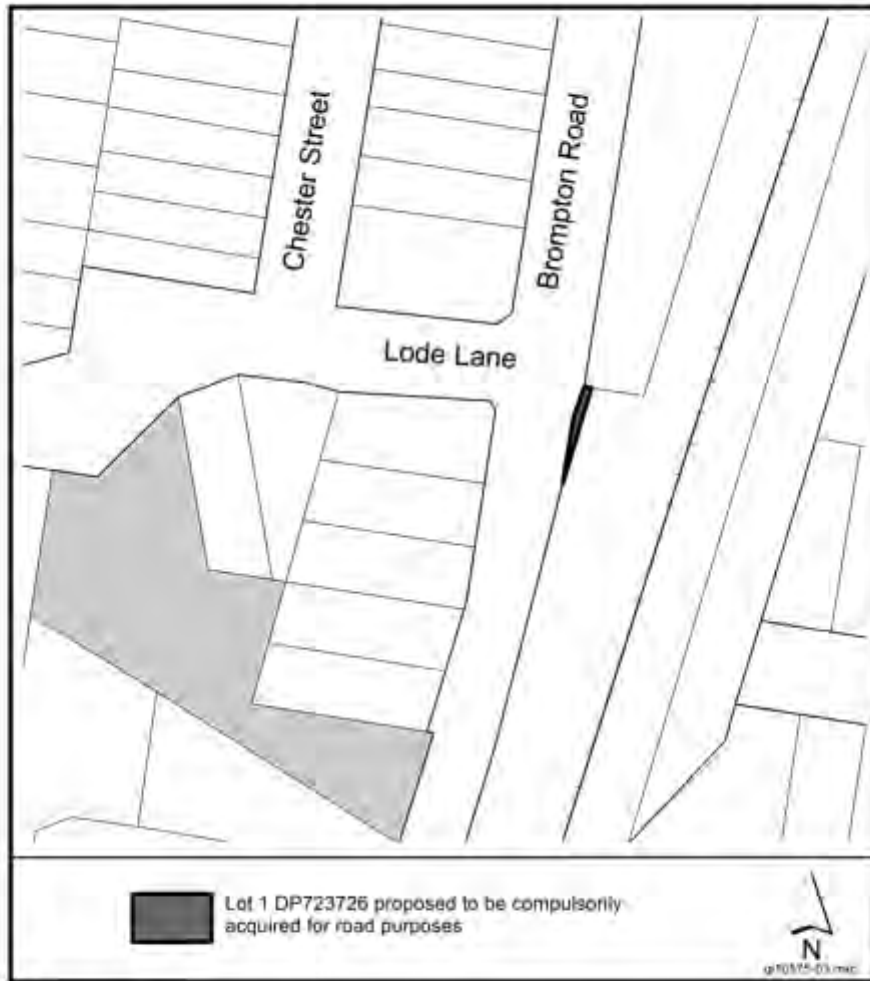 Chester Street
Brompton Road
Lode Lane
Lot 1 DP723726 proposed to be compulsorily
acquired for road purposes
N